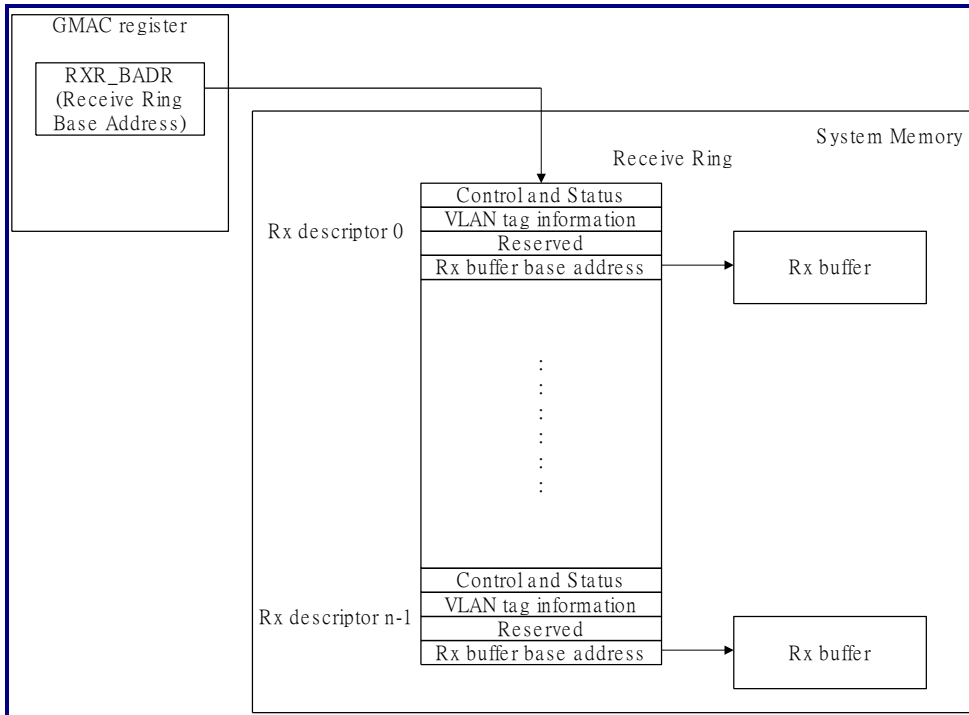 GMAC register
RXR_BADR
(Receive Ring
Base Address)
System Memory
Receive Ring
Rx descriptor 0
Control and Status
VLAN tag information
Reserved
Rx buffer base address
Rx buffer
Rx descriptor n-1
Control and Status
VLAN tag information
Reserved
Rx buffer base address
Rx buffer